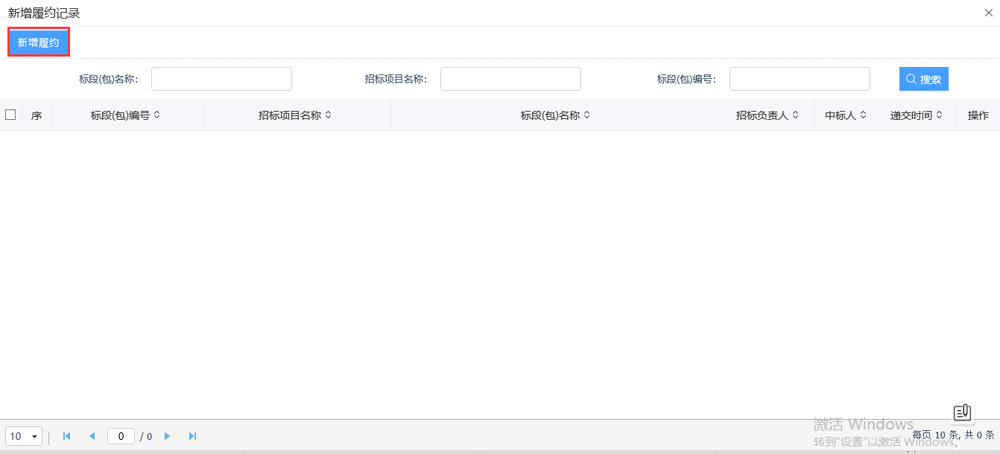 新增履约记录
新增履约
标段(包)名称: 招标项目名称: 标段(包)编号: 搜索
序 标段(包)编号 招标项目名称 标段(包)名称 招标负责人 中标人 递交时间 操作
激活 Windows
10 0 / 0 每页 10 条, 共 0 条
转到"设置"以激活 Windows。